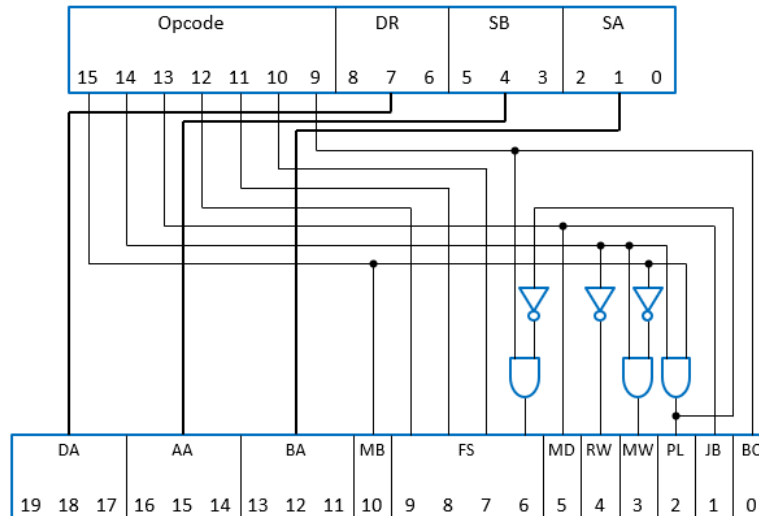 Opcode DR SB SA
15 14 13 12 11 10 9 8 7 6 5 4 3 2 1 0
DA AA BA MB FS MD RW MW PL JB BC
19 18 17 16 15 14 13 12 11 10 9 8 7 6 5 4 3 2 1 0